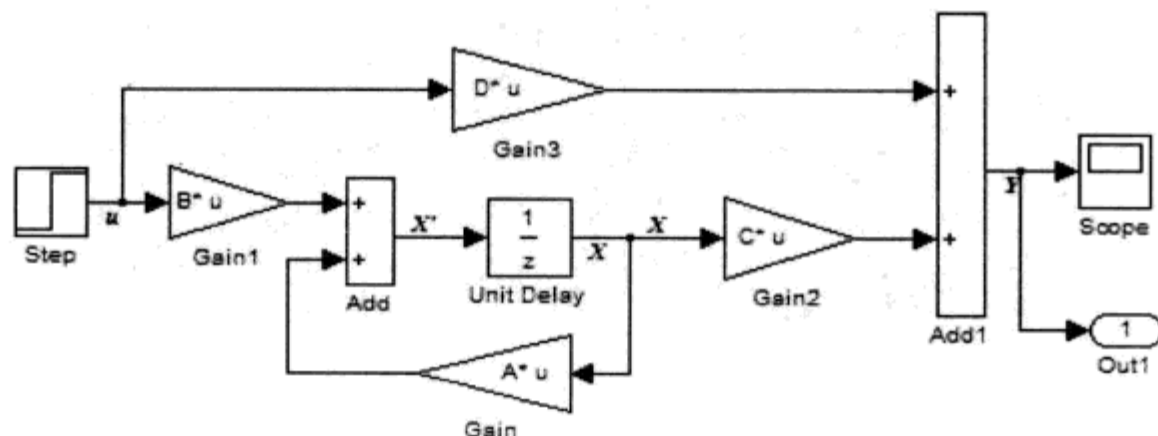 D* u
Gain3
+
Step
u
B* u
Gain1
+
+
Add
X'
1
z
Unit Delay
X
X
C* u
Gain2
+
Add1
Y
Scope
1
Out1
A* u
Gain